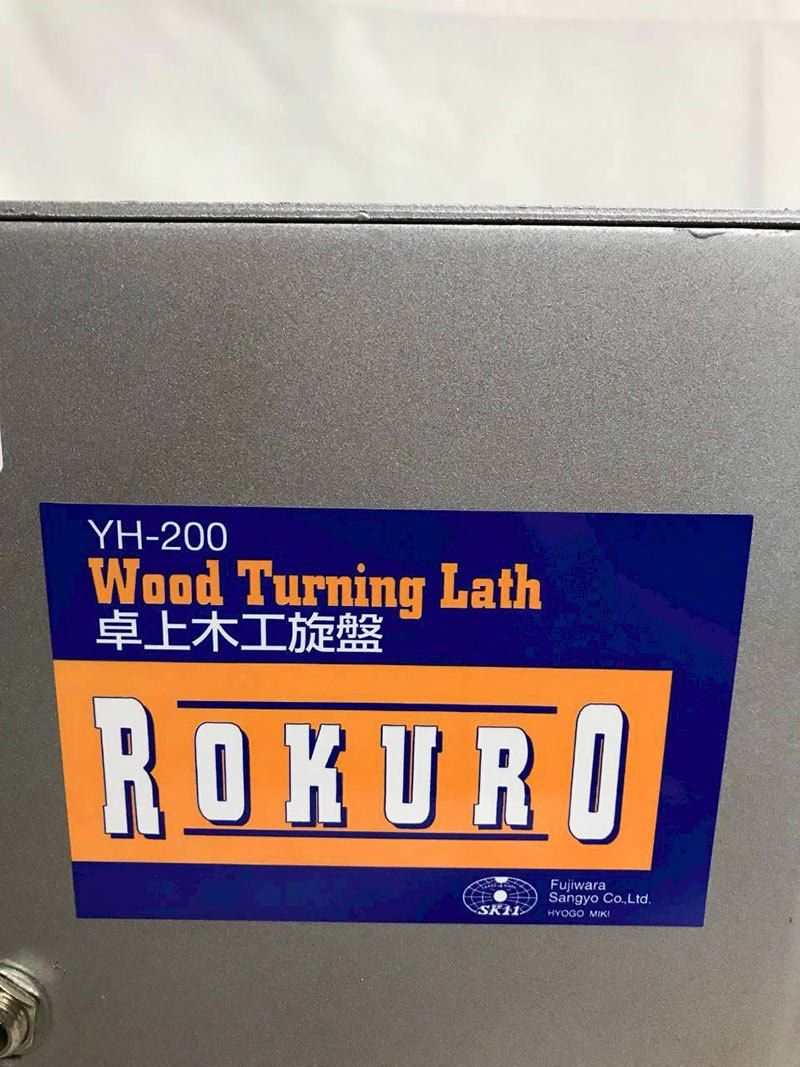 YH-200
Wood Turning Lath
卓上木工旋盤
ROKURO
SK11
Fujiwara
Sangyo Co.,Ltd.
HYOGO MIKI